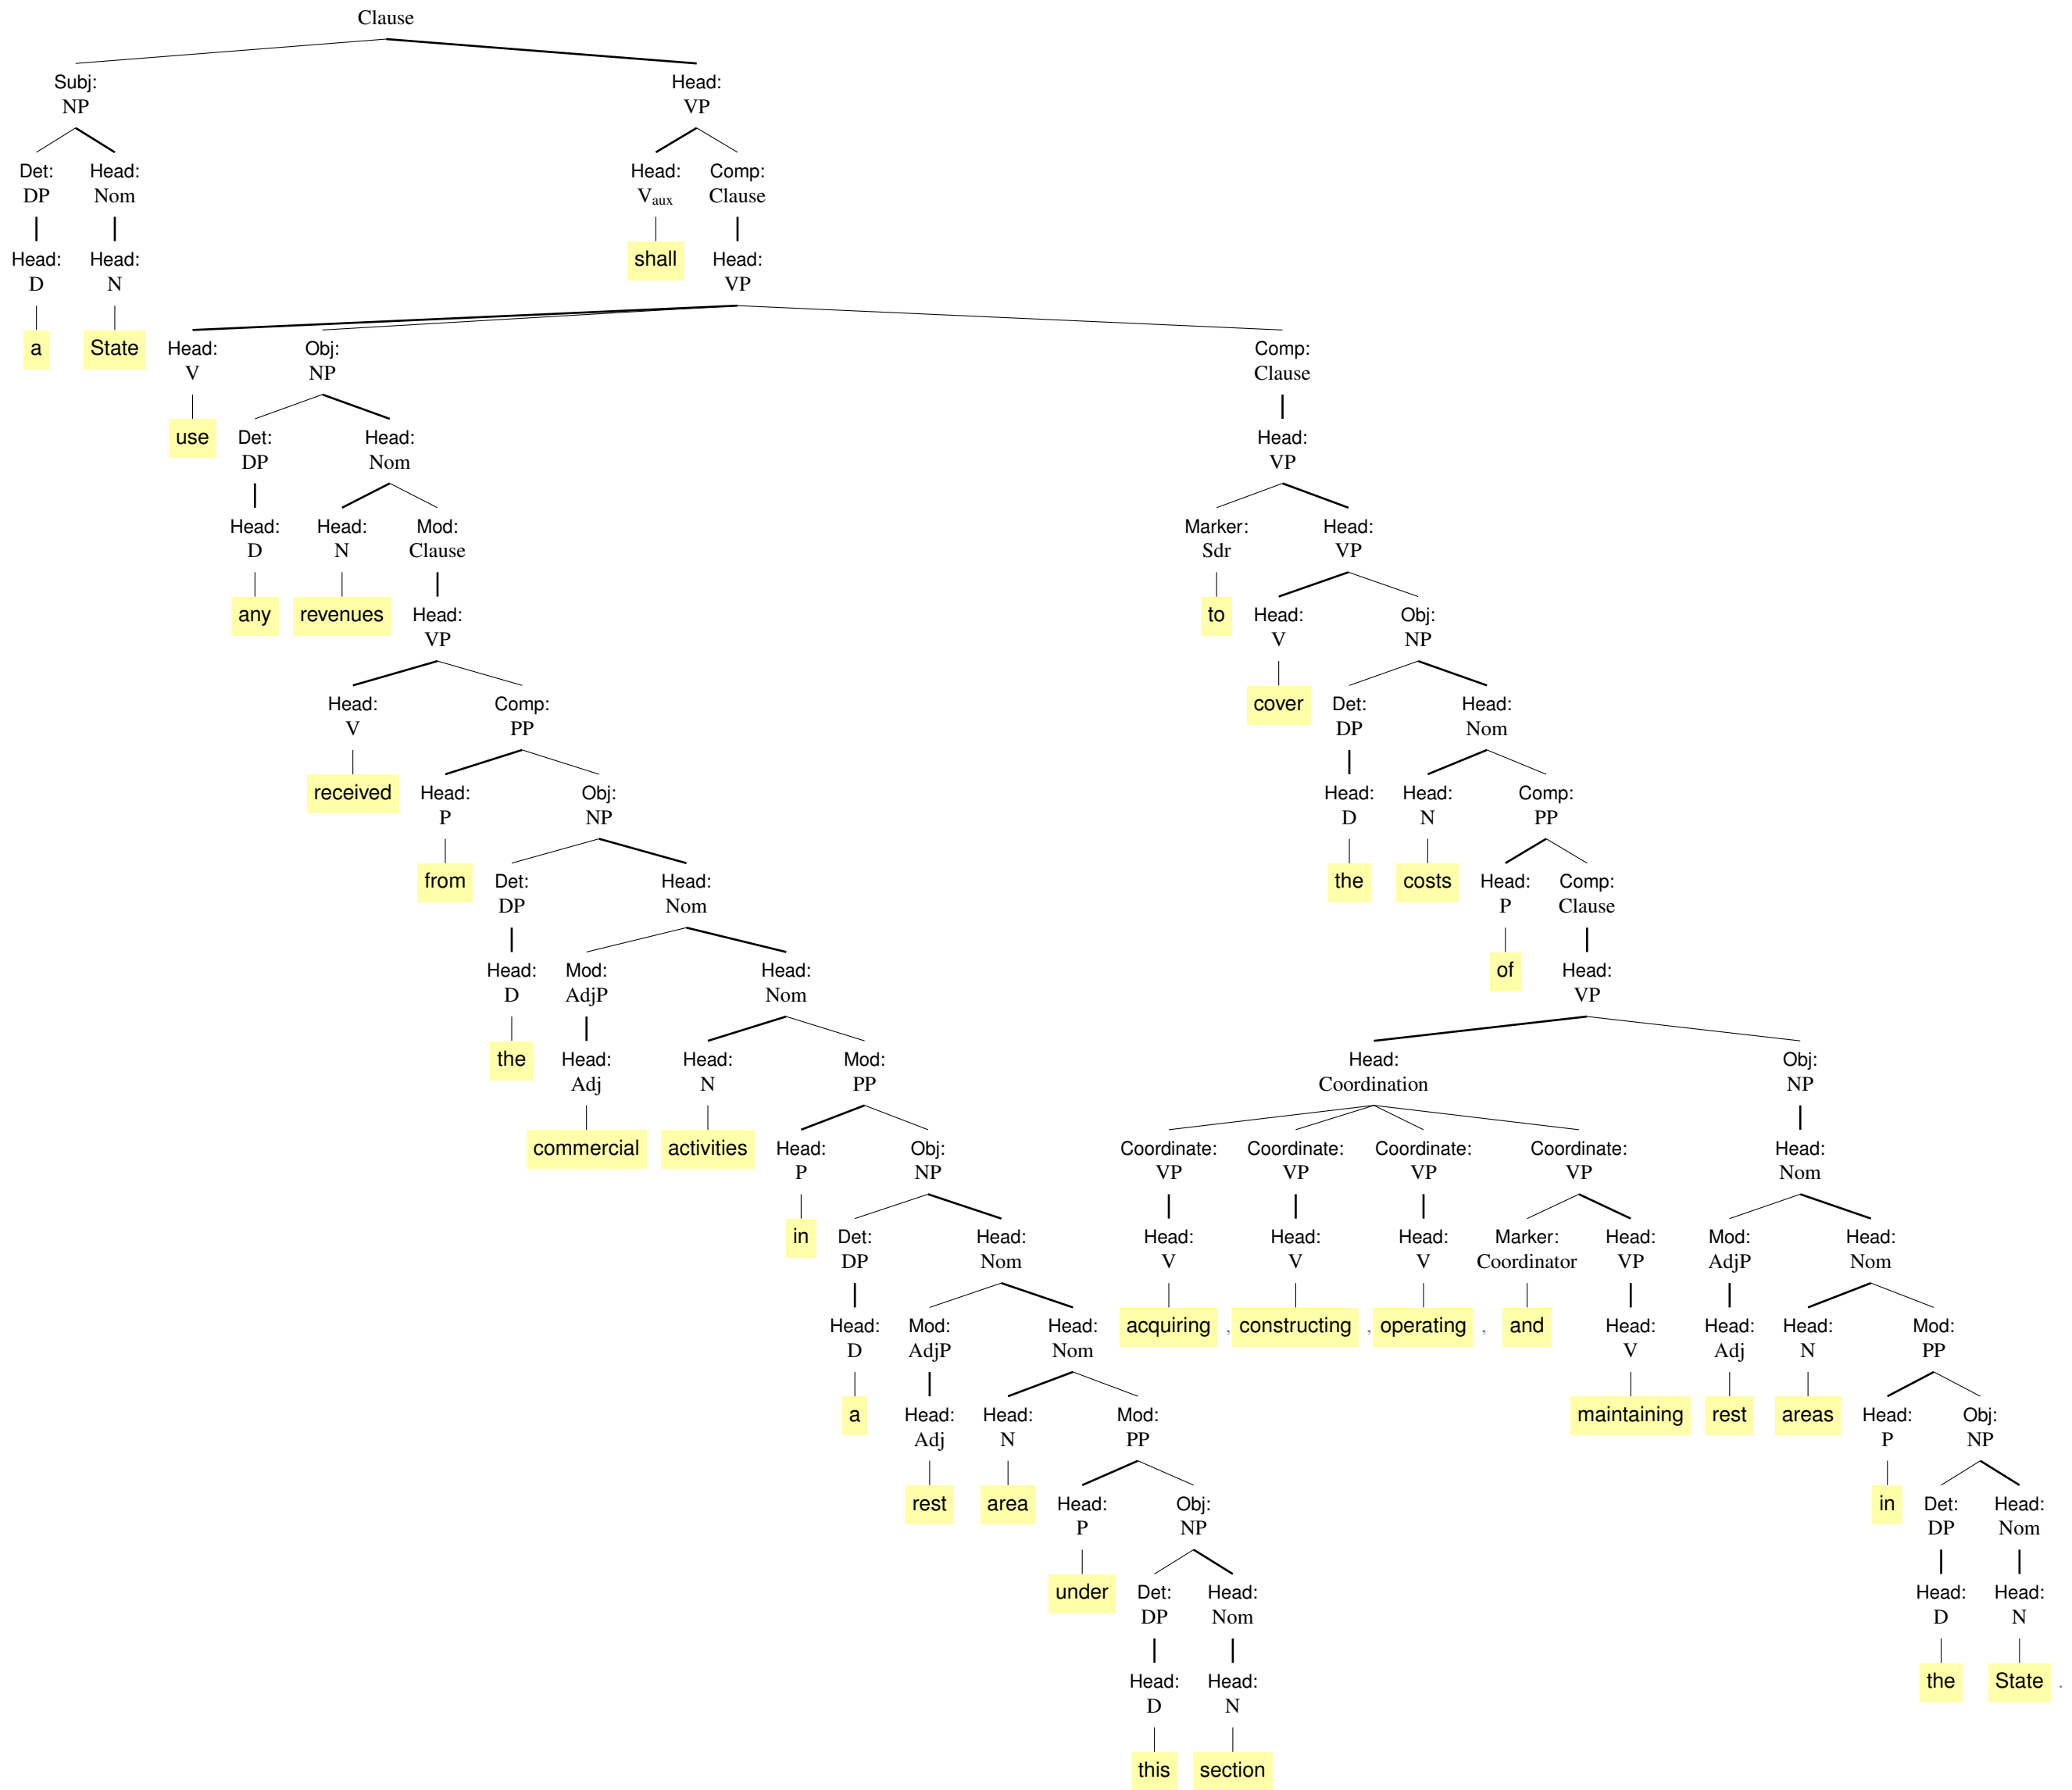 Clause
Subj: Head:
NP VP
Det: Head: Head: Comp:
DP Nom Vaux Clause
Head: Head: shall Head:
D N VP
a State Head: Obj: Comp:
V NP Clause
use Det: Head: Head:
DP Nom VP
Head: Head: Mod: Marker: Head:
D N Clause Sdr VP
any revenues Head: to Head: Obj:
VP V NP
Head: Comp: cover Det: Head:
V PP DP Nom
received Head: Obj: Head: Head: Comp:
P NP D N PP
from Det: Head: the costs Head: Comp:
DP Nom P Clause
Head: Mod: Head: of Head:
D AdjP Nom VP
the Head: Head: Mod: Head: Obj:
Adj N PP Coordination NP
commercial activities Head: Obj: Coordinate: Coordinate: Coordinate: Coordinate: Head:
P NP VP VP VP VP Nom
in Det: Head: Head: Head: Head: Marker: Head: Mod: Head:
DP Nom V V V Coordinator VP AdjP Nom
Head: Mod: Head: acquiring , constructing , operating , and Head: Head: Head: Mod:
D AdjP Nom V Adj N PP
a Head: Head: Mod: maintaining rest areas Head: Obj:
Adj N PP P NP
rest area Head: Obj: in Det: Head:
P NP DP Nom
under Det: Head: Head: Head:
DP Nom D N
Head: Head: the State .
D N
this section